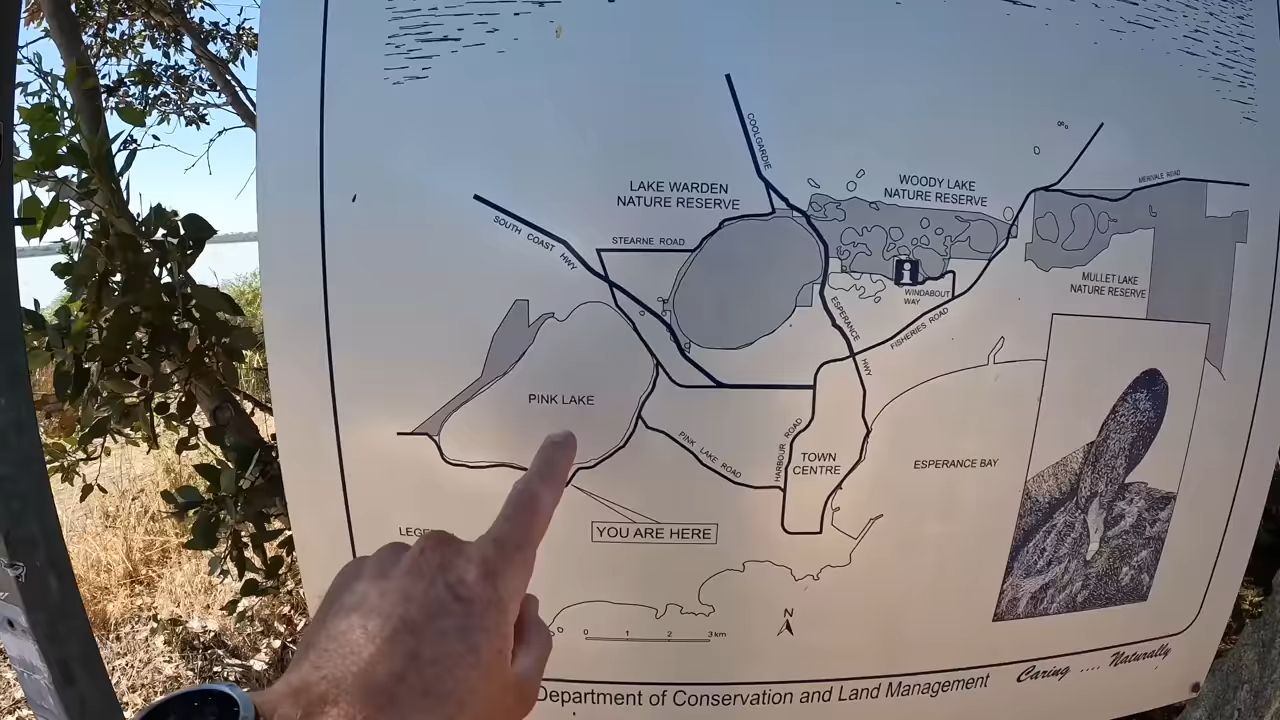 COOLGARDIE
MERIVALE ROAD
LAKE WARDEN
NATURE RESERVE
WOODY LAKE
NATURE RESERVE
SOUTH COAST HWY
STEARNE ROAD
i
WINDABOUT
WAY
MULLET LAKE
NATURE RESERVE
ESPERANCE HWY
FISHERIES ROAD
PINK LAKE
PINK LAKE ROAD
HARBOUR ROAD
TOWN
CENTRE
ESPERANCE BAY
YOU ARE HERE
N
0 1 2 3 km
Department of Conservation and Land Management
Caring .... Naturally